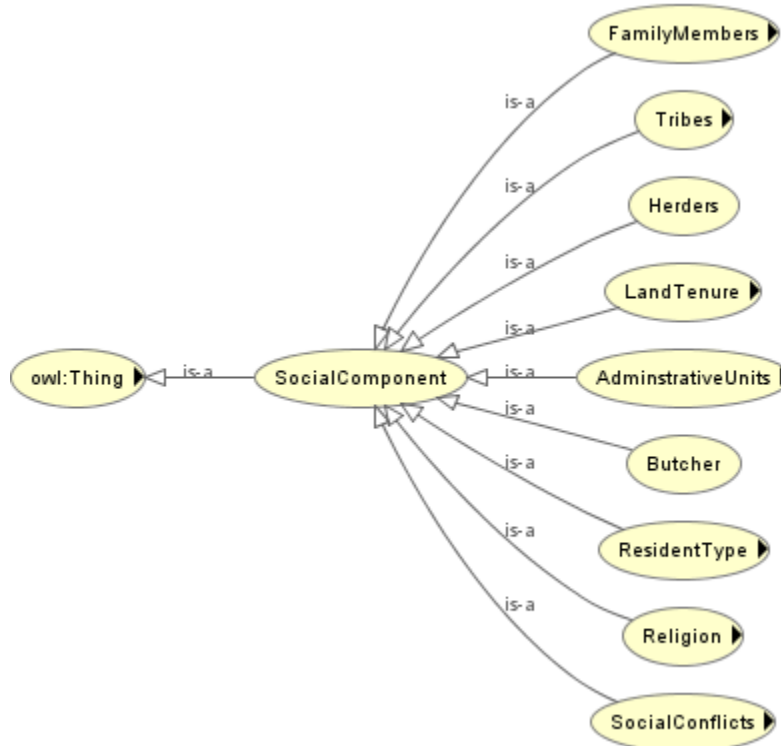 FamilyMembers
is-a
Tribes
is-a
Herders
is-a
LandTenure
is-a
owl:Thing
is-a
SocialComponent
is-a
AdminstrativeUnits
is-a
Butcher
is-a
ResidentType
is-a
Religion
is-a
SocialConflicts